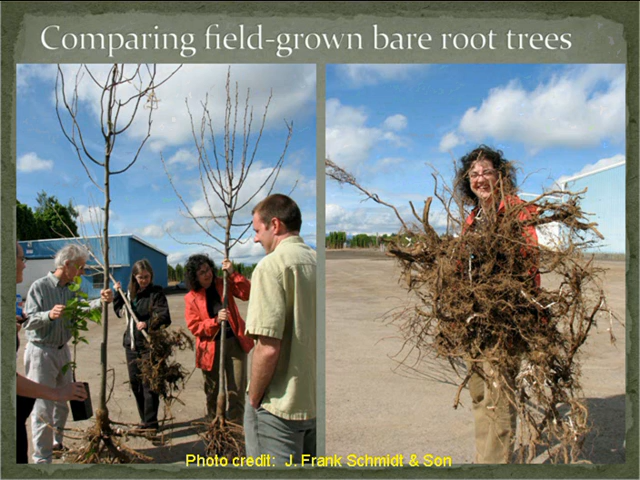 Comparing field-grown bare root trees
Photo credit:  J. Frank Schmidt & Son